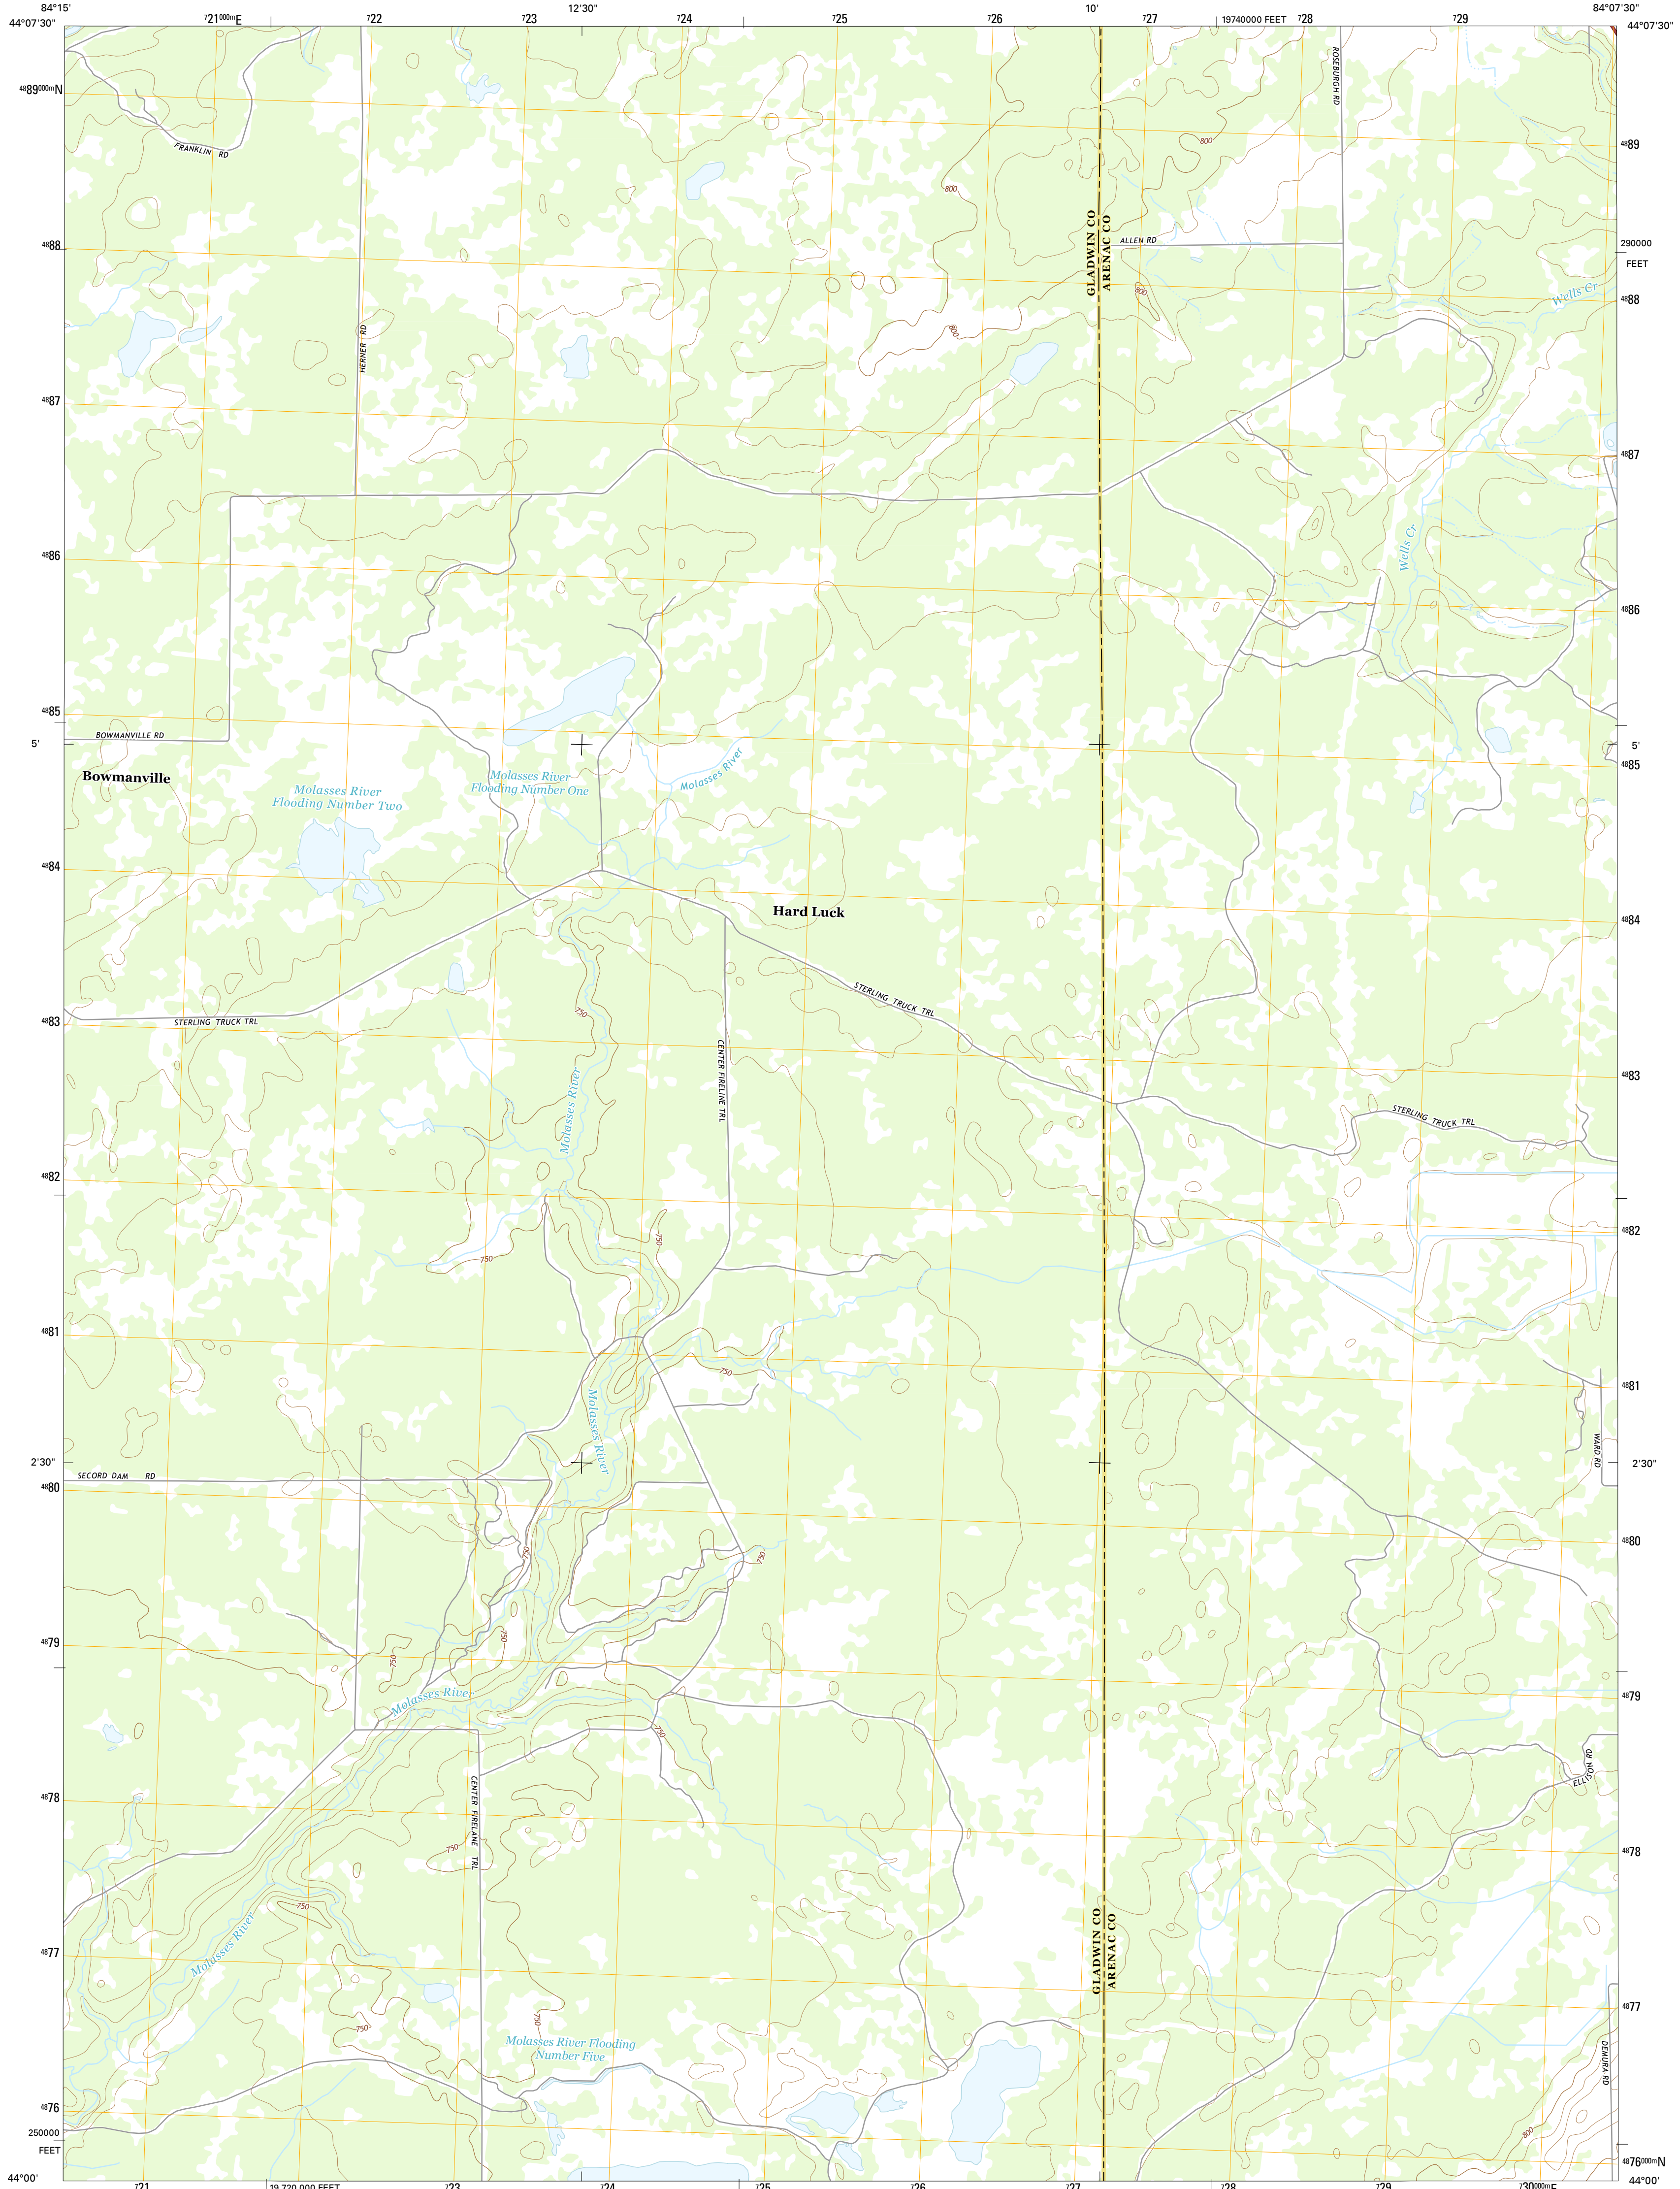 84°15'
⁷21⁰⁰⁰ᵐE
⁷22
⁷23
12'30"
⁷24
⁷25
⁷26
10'
⁷27
19740000 FEET
⁷28
⁷29
84°07'30"
44°07'30"
44°07'30"
⁴⁸89⁰⁰⁰ᵐN
ROSEBURGH RD
FRANKLIN RD
800
⁴⁸89
800
GLADWIN CO
ARENAC CO
⁴⁸88
ALLEN RD
290000
FEET
800
Wells Cr
⁴⁸88
HERNER RD
800
⁴⁸87
⁴⁸87
Wells Cr
⁴⁸86
⁴⁸86
⁴⁸85
BOWMANVILLE RD
5'
5'
Molasses River
⁴⁸85
Bowmanville
Molasses River
Flooding Number One
Molasses River
Flooding Number Two
⁴⁸84
Hard Luck
⁴⁸84
STERLING TRUCK TRL
750
⁴⁸83
STERLING TRUCK TRL
CENTER FIRELINE TRL
⁴⁸83
Molasses River
STERLING TRUCK TRL
⁴⁸82
⁴⁸82
750
750
⁴⁸81
750
⁴⁸81
Molasses River
WARD RD
2'30"
2'30"
SECORD DAM RD
⁴⁸80
⁴⁸80
750
750
750
⁴⁸79
750
Molasses River
⁴⁸79
750
ELLISON RD
⁴⁸78
CENTER FIRELANE TRL
750
⁴⁸78
750
Molasses River
GLADWIN CO
ARENAC CO
⁴⁸77
⁴⁸77
750
750
Molasses River Flooding
Number Five
DEMURA RD
⁴⁸76
800
250000
FEET
⁴⁸76⁰⁰⁰ᵐN
44°00'
44°00'
⁷21
19 720 000 FEET
⁷23
⁷24
⁷25
⁷26
⁷27
⁷28
⁷29
⁷30⁰⁰⁰ᵐE